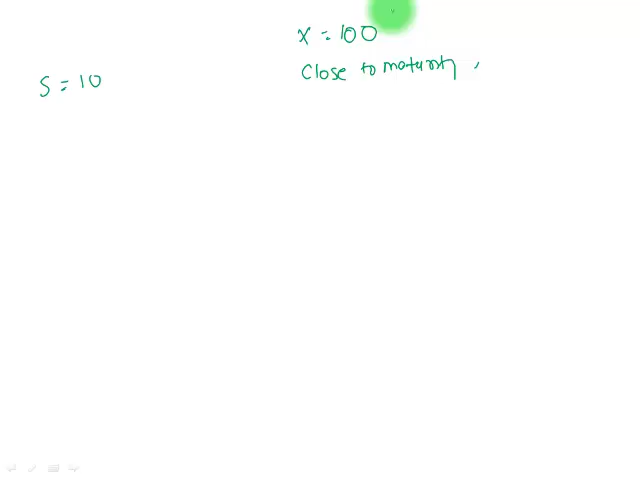 X = 100
Close to maturity,
S = 10